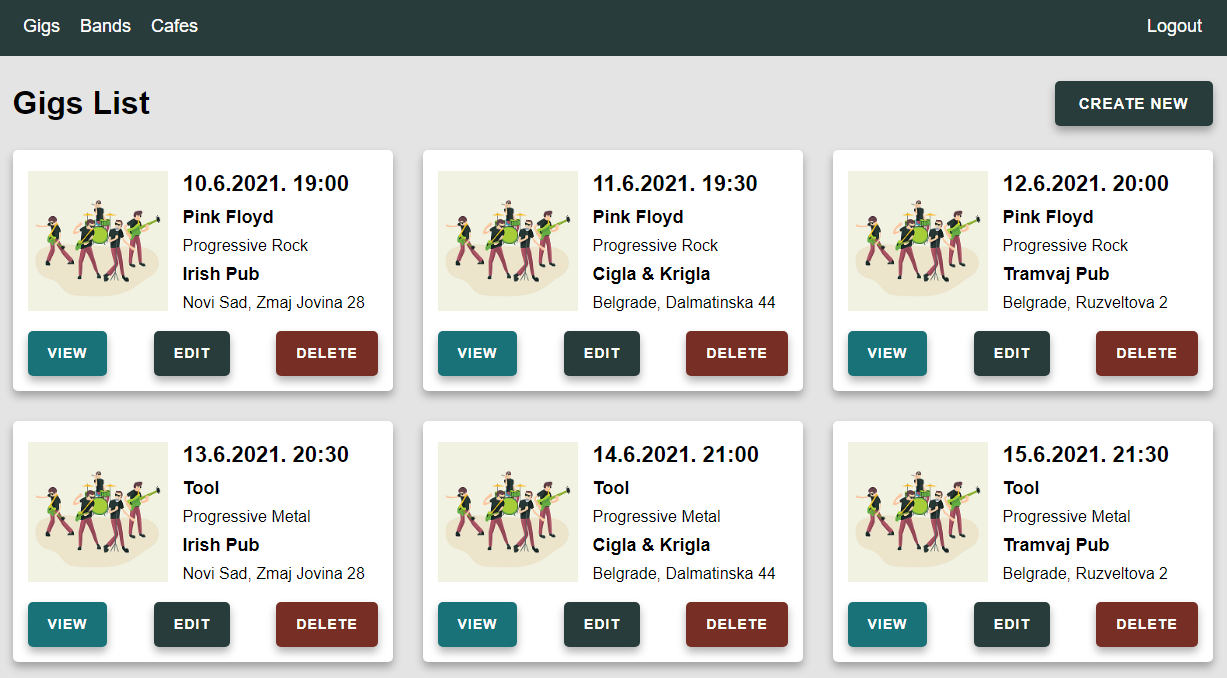 Gigs Bands Cafes Logout
Gigs List CREATE NEW
10.6.2021. 19:00
Pink Floyd
Progressive Rock
Irish Pub
Novi Sad, Zmaj Jovina 28
VIEW EDIT DELETE
11.6.2021. 19:30
Pink Floyd
Progressive Rock
Cigla & Krigla
Belgrade, Dalmatinska 44
VIEW EDIT DELETE
12.6.2021. 20:00
Pink Floyd
Progressive Rock
Tramvaj Pub
Belgrade, Ruzveltova 2
VIEW EDIT DELETE
13.6.2021. 20:30
Tool
Progressive Metal
Irish Pub
Novi Sad, Zmaj Jovina 28
VIEW EDIT DELETE
14.6.2021. 21:00
Tool
Progressive Metal
Cigla & Krigla
Belgrade, Dalmatinska 44
VIEW EDIT DELETE
15.6.2021. 21:30
Tool
Progressive Metal
Tramvaj Pub
Belgrade, Ruzveltova 2
VIEW EDIT DELETE